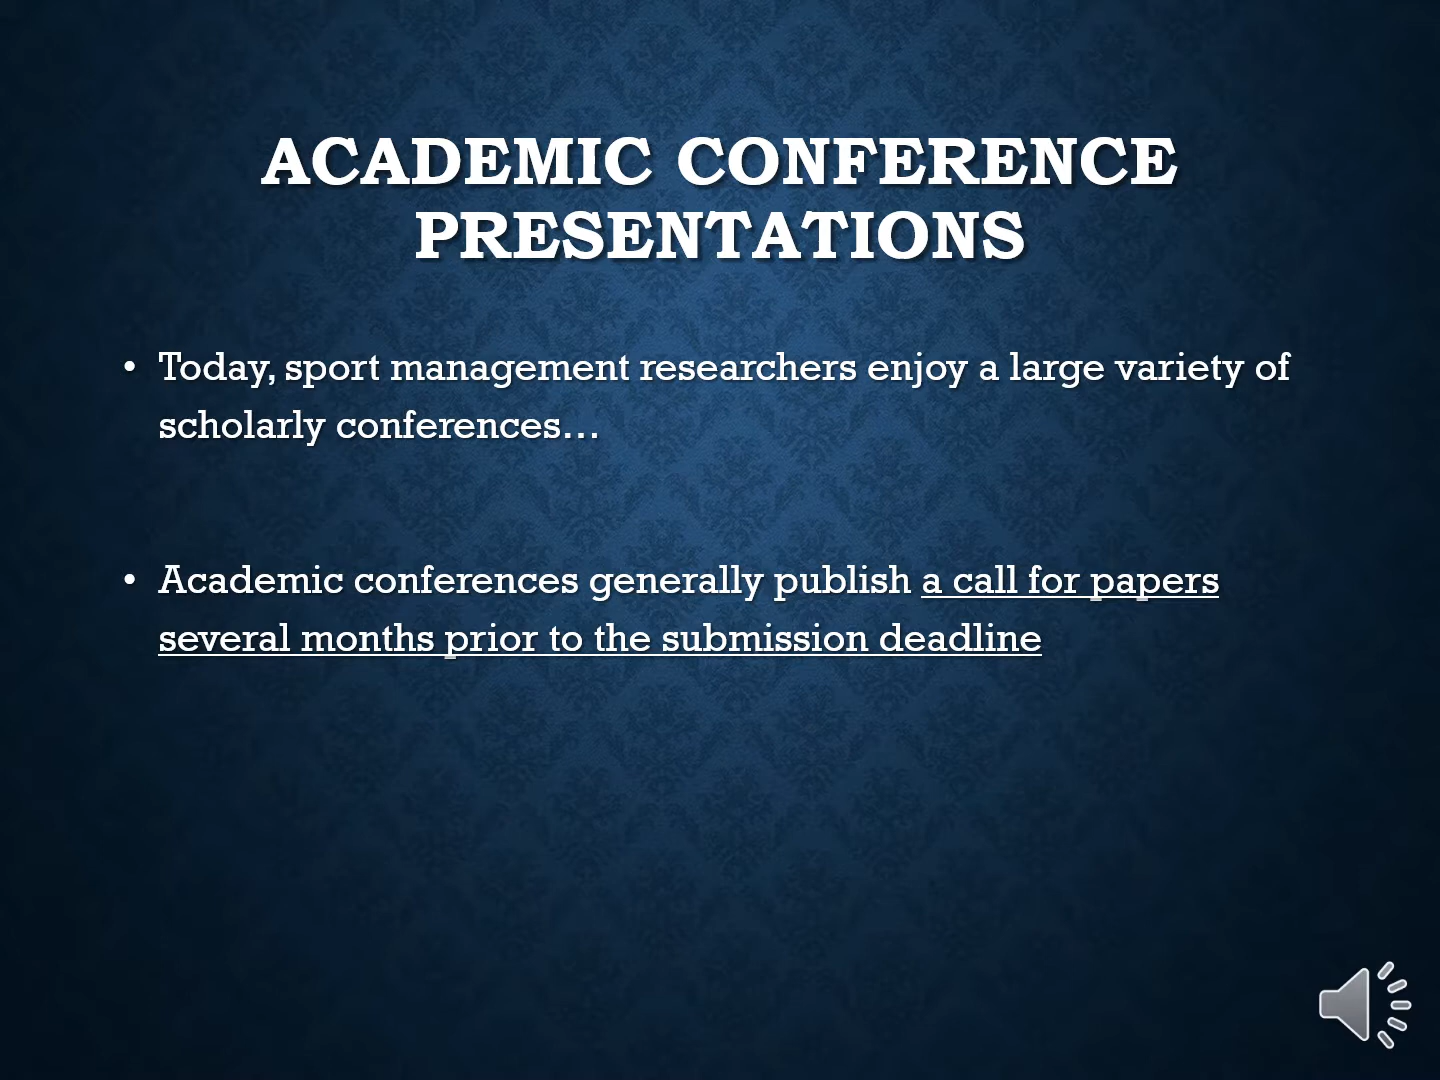 ACADEMIC CONFERENCE
PRESENTATIONS
• Today, sport management researchers enjoy a large variety of
scholarly conferences…
• Academic conferences generally publish a call for papers
several months prior to the submission deadline